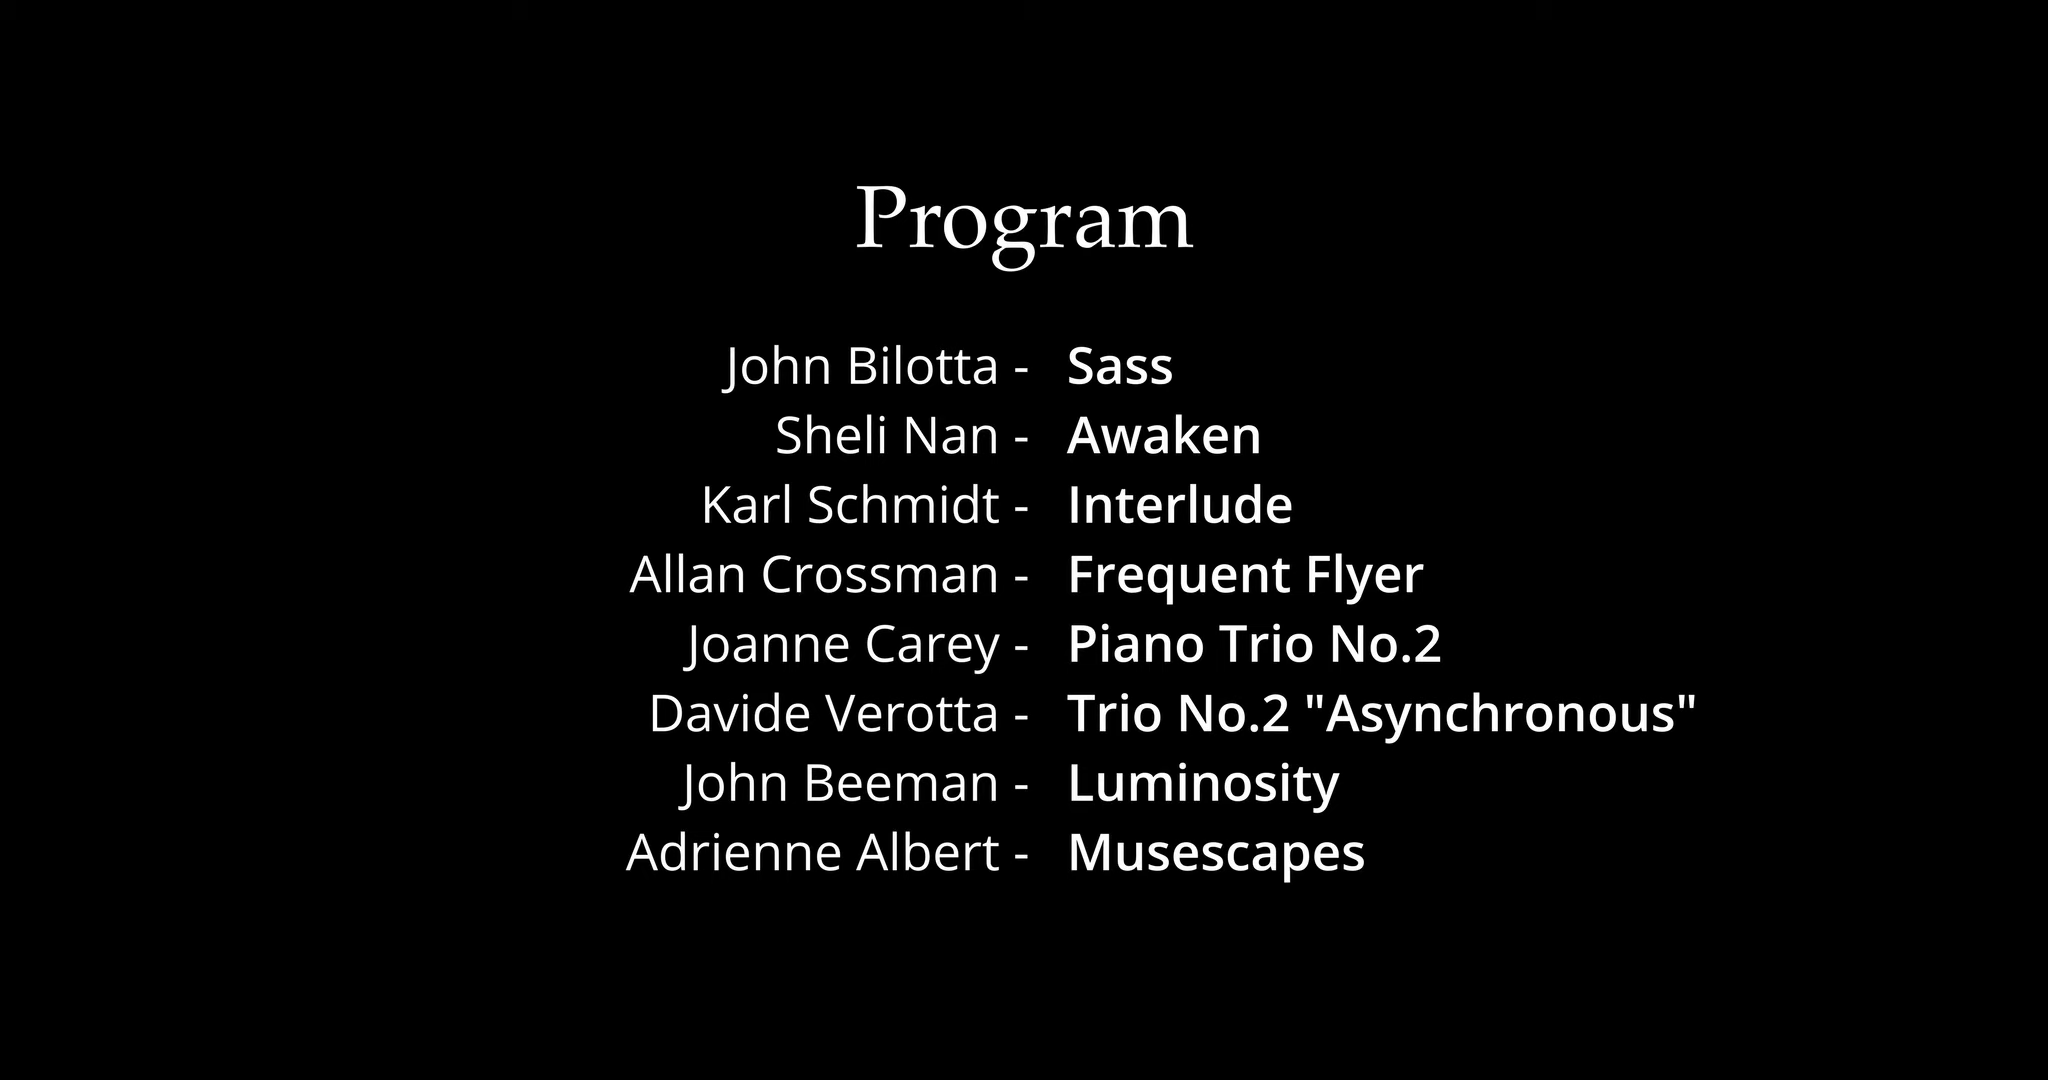 Program
John Bilotta - Sass
Sheli Nan - Awaken
Karl Schmidt - Interlude
Allan Crossman - Frequent Flyer
Joanne Carey - Piano Trio No.2
Davide Verotta - Trio No.2 "Asynchronous"
John Beeman - Luminosity
Adrienne Albert - Musescapes